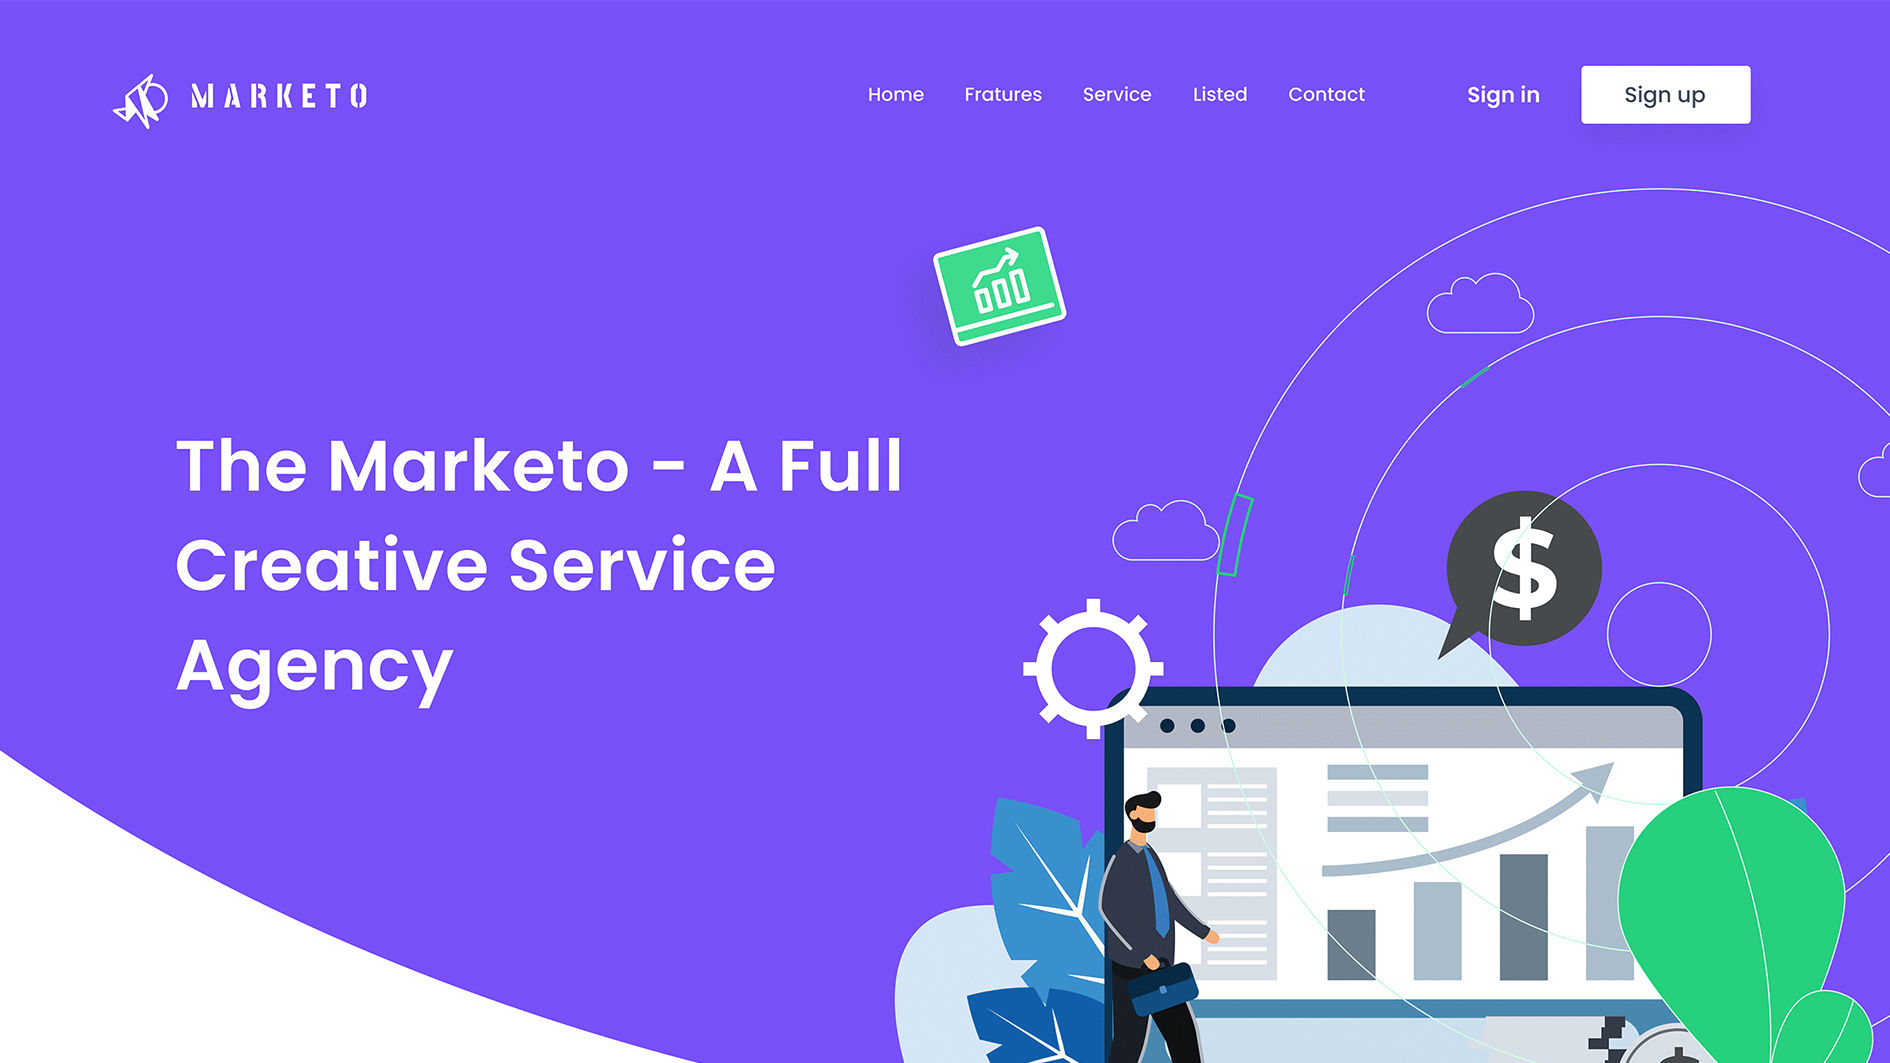 MARKETO
Home Fratures Service Listed Contact Sign in Sign up
The Marketo - A Full
Creative Service
Agency
$